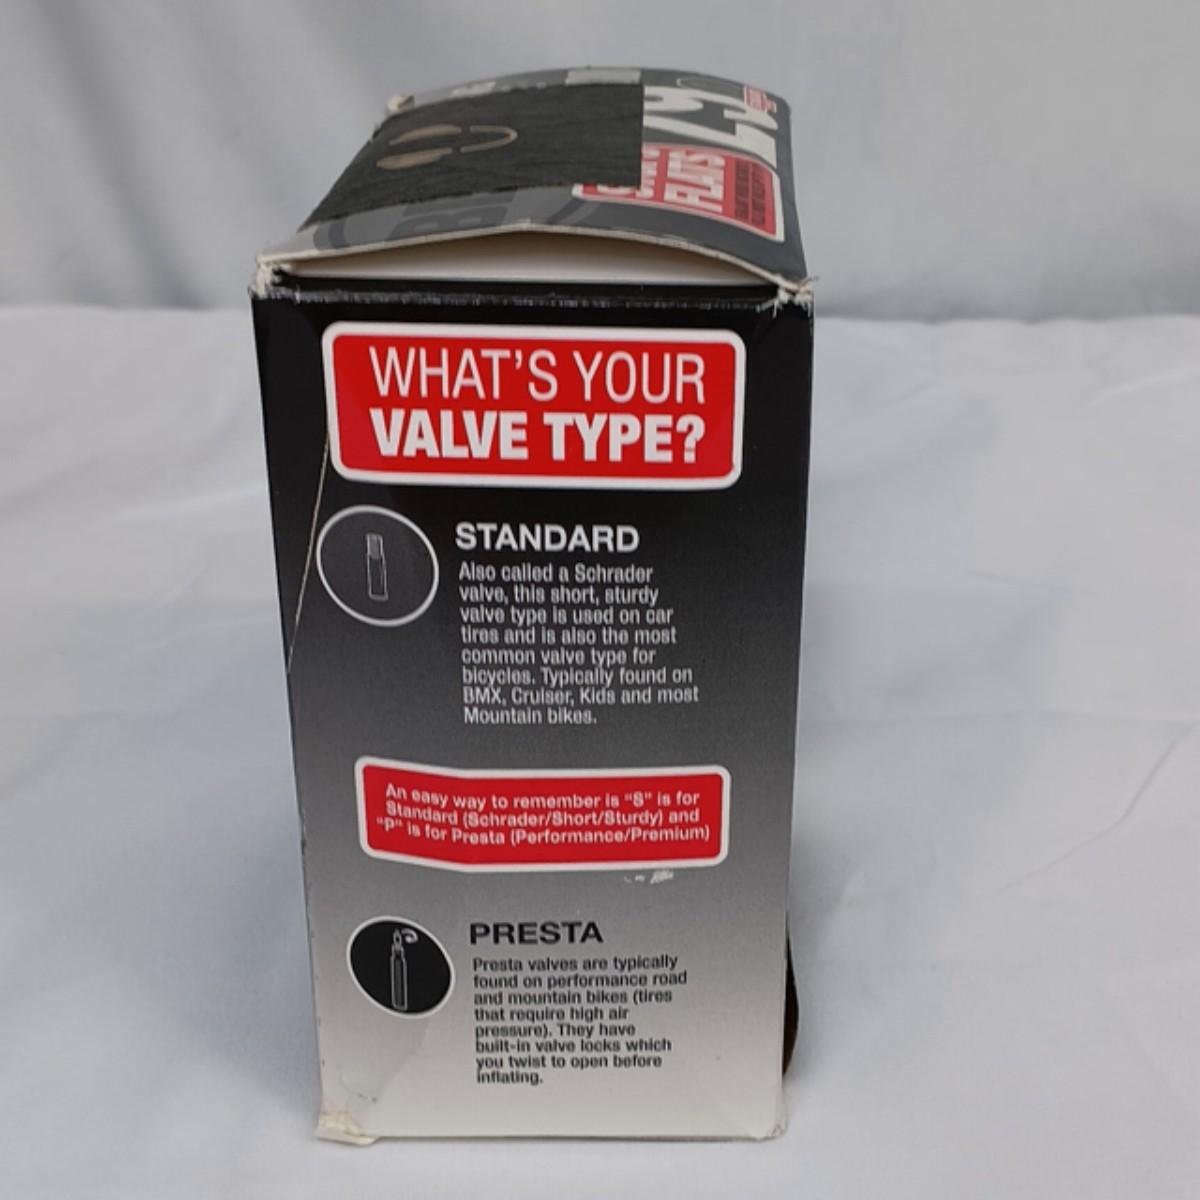 FLATS
WHAT'S YOUR
VALVE TYPE?
STANDARD
Also called a Schrader
valve, this short, sturdy
valve type is used on car
tires and is also the most
common valve type for
bicycles. Typically found on
BMX, Cruiser, Kids and most
Mountain bikes.
An easy way to remember is "S" is for
Standard (Schrader/Short/Sturdy) and
"P" is for Presta (Performance/Premium)
PRESTA
Presta valves are typically
found on performance road
and mountain bikes (tires
that require high air
pressure). They have
built-in valve locks which
you twist to open before
inflating.